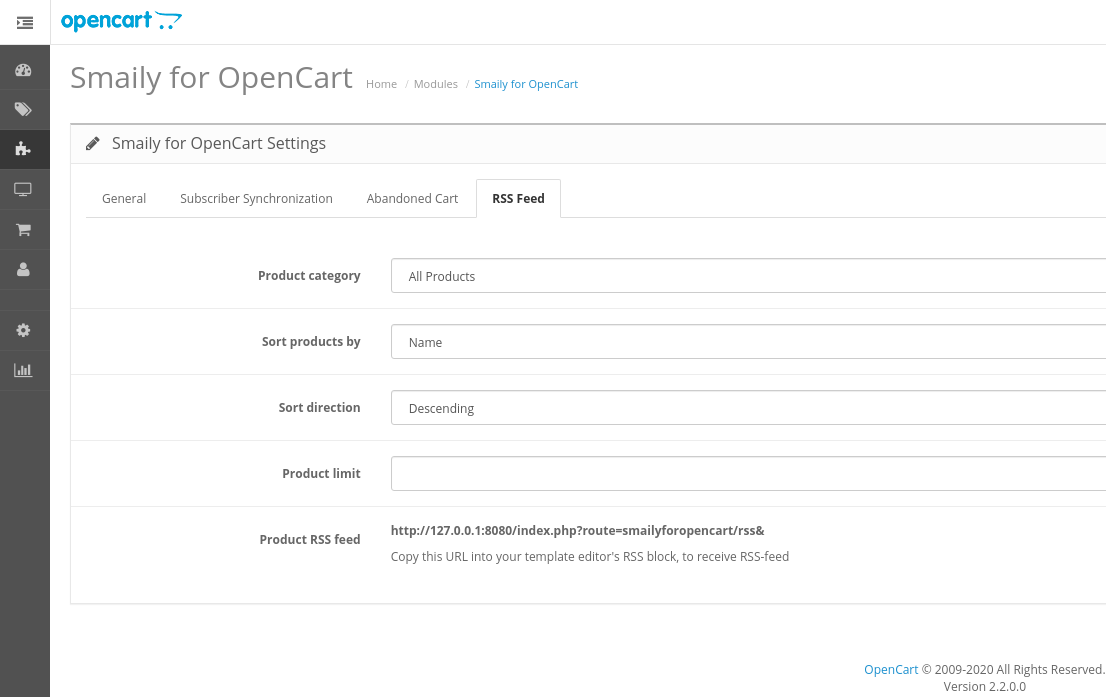 opencart
Smaily for OpenCart Home / Modules / Smaily for OpenCart
Smaily for OpenCart Settings
General Subscriber Synchronization Abandoned Cart RSS Feed
Product category All Products
Sort products by Name
Sort direction Descending
Product limit
Product RSS feed http://127.0.0.1:8080/index.php?route=smailyforopencart/rss&
Copy this URL into your template editor's RSS block, to receive RSS-feed
OpenCart © 2009-2020 All Rights Reserved.
Version 2.2.0.0